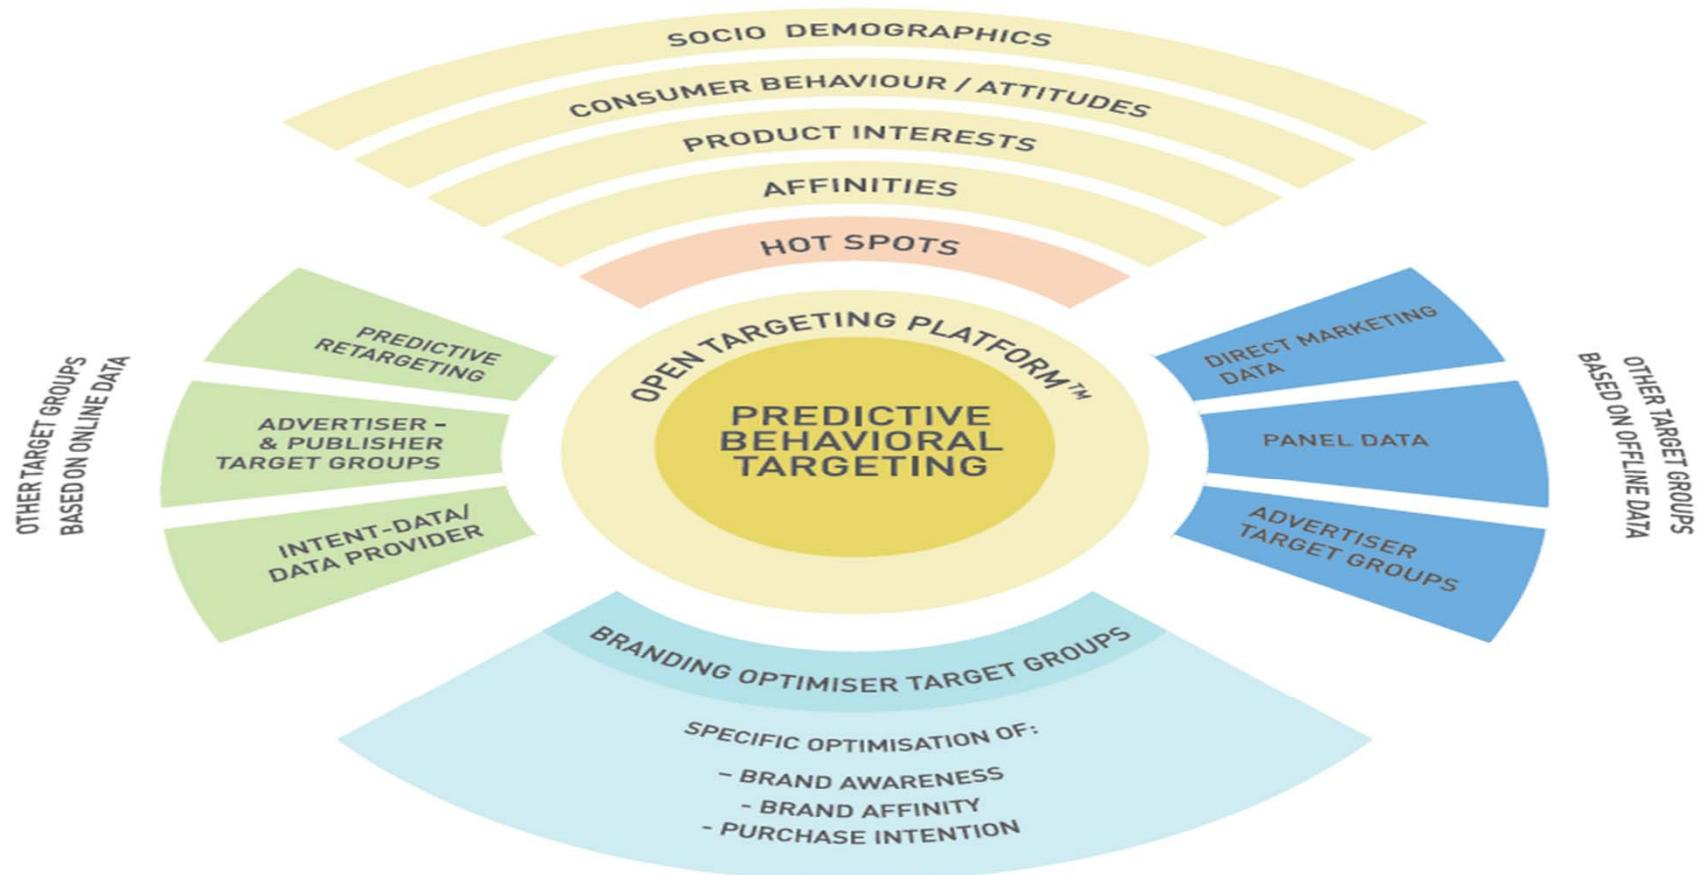 SOCIO DEMOGRAPHICS
CONSUMER BEHAVIOUR / ATTITUDES
PRODUCT INTERESTS
AFFINITIES
HOT SPOTS
OPEN TARGETING PLATFORM™
PREDICTIVE
BEHAVIORAL
TARGETING
OTHER TARGET GROUPS
BASED ON ONLINE DATA
PREDICTIVE
RETARGETING
ADVERTISER -
& PUBLISHER
TARGET GROUPS
INTENT-DATA/
DATA PROVIDER
DIRECT MARKETING
DATA
PANEL DATA
ADVERTISER
TARGET GROUPS
OTHER TARGET GROUPS
BASED ON OFFLINE DATA
BRANDING OPTIMISER TARGET GROUPS
SPECIFIC OPTIMISATION OF:
- BRAND AWARENESS
- BRAND AFFINITY
- PURCHASE INTENTION